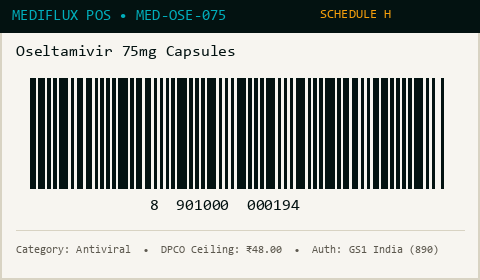 MEDIFLUX POS • MED-OSE-075
SCHEDULE H
Oseltamivir 75mg Capsules
8 901000 000194
Category: Antiviral • DPCO Ceiling: ₹48.00 • Auth: GS1 India (890)